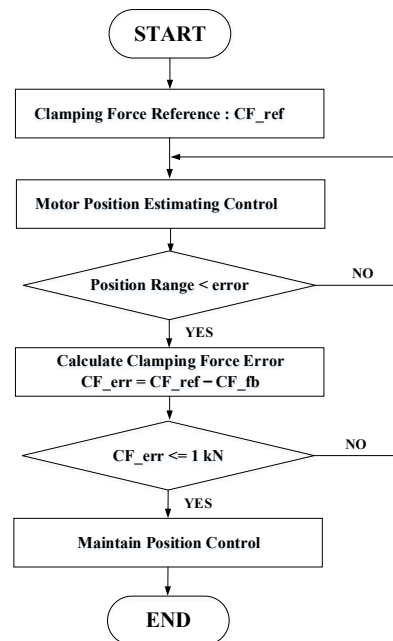 START
Clamping Force Reference : CF_ref
Motor Position Estimating Control
Position Range < error
NO
YES
Calculate Clamping Force Error
CF_err = CF_ref – CF_fb
CF_err <= 1 kN
NO
YES
Maintain Position Control
END